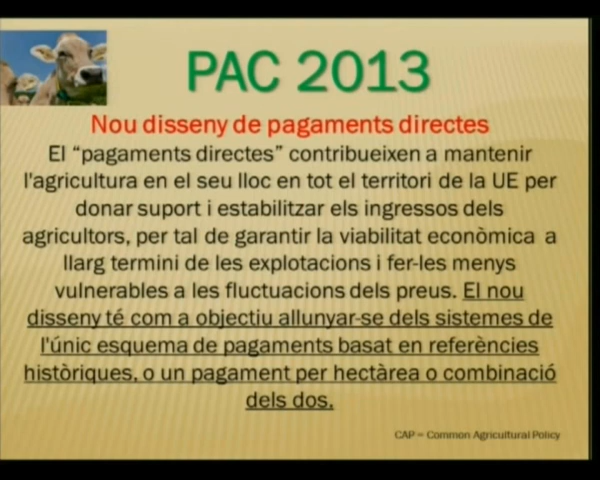 PAC 2013
Nou disseny de pagaments directes
El “pagaments directes” contribueixen a mantenir
l'agricultura en el seu lloc en tot el territori de la UE per
donar suport i estabilitzar els ingressos dels
agricultors, per tal de garantir la viabilitat econòmica a
llarg termini de les explotacions i fer-les menys
vulnerables a les fluctuacions dels preus. El nou
disseny té com a objectiu allunyar-se dels sistemes de
l'únic esquema de pagaments basat en referències
històriques, o un pagament per hectàrea o combinació
dels dos.
CAP = Common Agricultural Policy